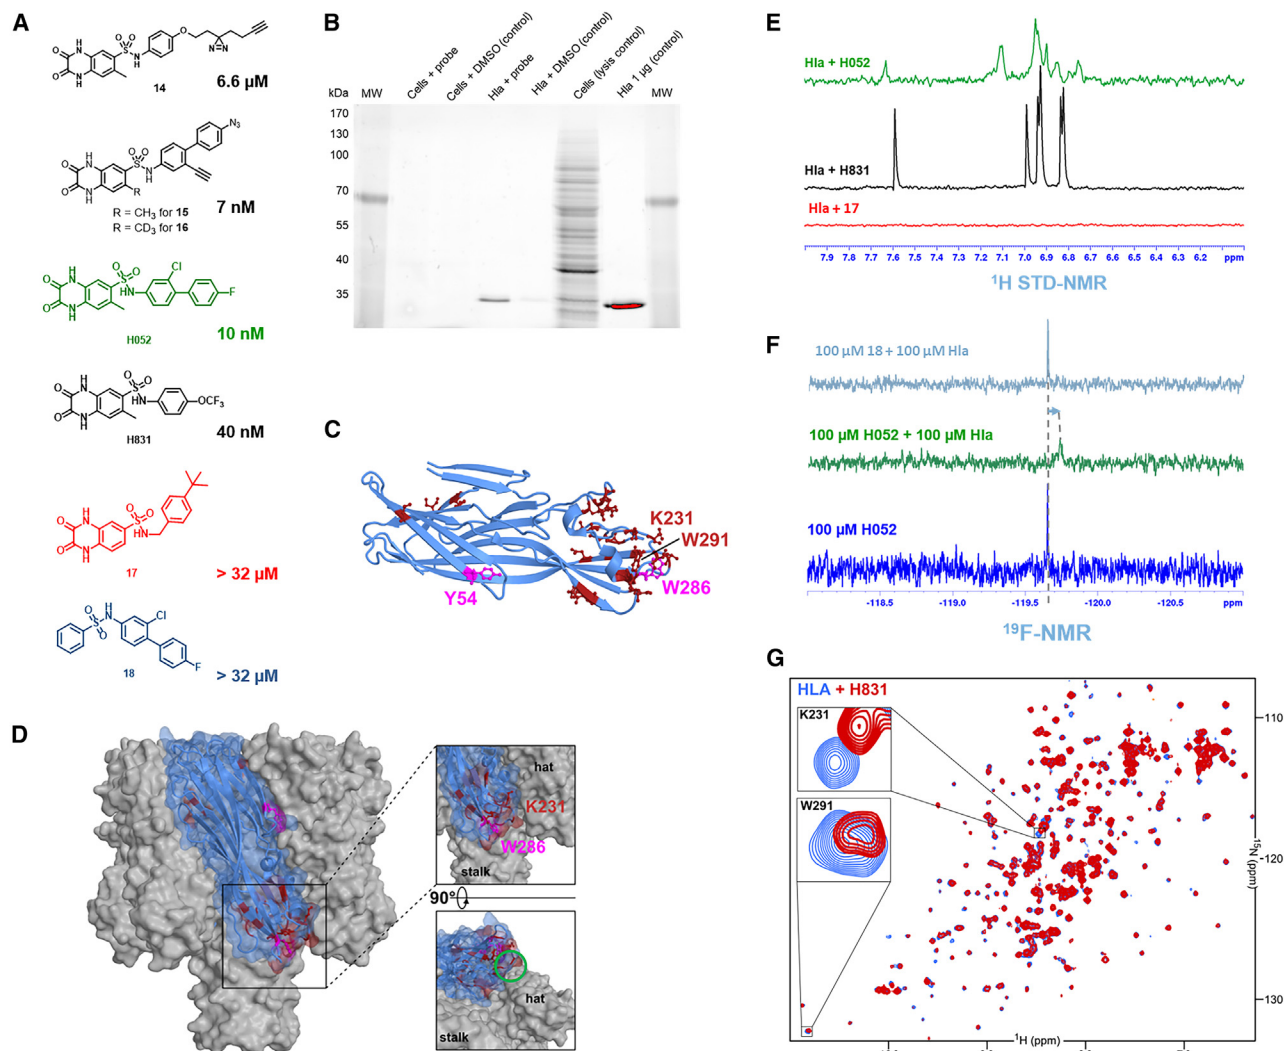 A
14
6.6 µM
N₃
R
R = CH₃ for 15
R = CD₃ for 16
7 nM
Cl
F
H052
10 nM
OCF₃
H831
40 nM
17
> 32 µM
Cl
F
18
> 32 µM
B
kDa
MW
Cells + probe
Cells + DMSO (control)
Hla + probe
Hla + DMSO (control)
Cells (lysis control)
Hla 1 µg (control)
MW
170
130
100
70
55
40
35
C
K231
W291
W286
Y54
D
hat
K231
W286
stalk
90°
hat
stalk
E
Hla + H052
Hla + H831
Hla + 17
7.9 7.8 7.7 7.6 7.5 7.4 7.3 7.2 7.1 7.0 6.9 6.8 6.7 6.6 6.5 6.4 6.3 6.2 ppm
¹H STD-NMR
F
100 µM 18 + 100 µM Hla
100 µM H052 + 100 µM Hla
100 µM H052
-118.5 -119.0 -119.5 -120.0 -120.5 ppm
¹⁹F-NMR
G
HLA + H831
K231
W291
110
120
130
¹⁵N (ppm)
¹H (ppm)